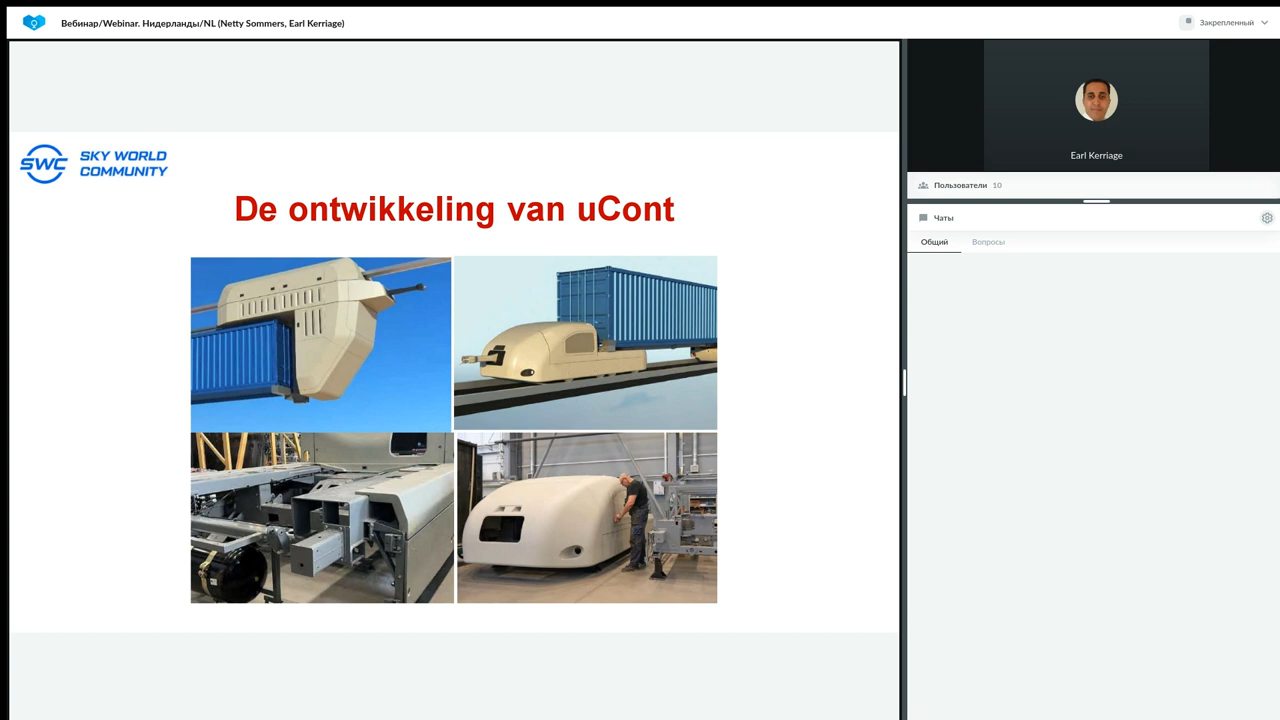 Вебинар/Webinar. Нидерланды/NL (Netty Sommers, Earl Kerriage)
Закрепленный
SWC SKY WORLD
COMMUNITY
De ontwikkeling van uCont
Earl Kerriage
Пользователи 10
Чаты
Общий Вопросы